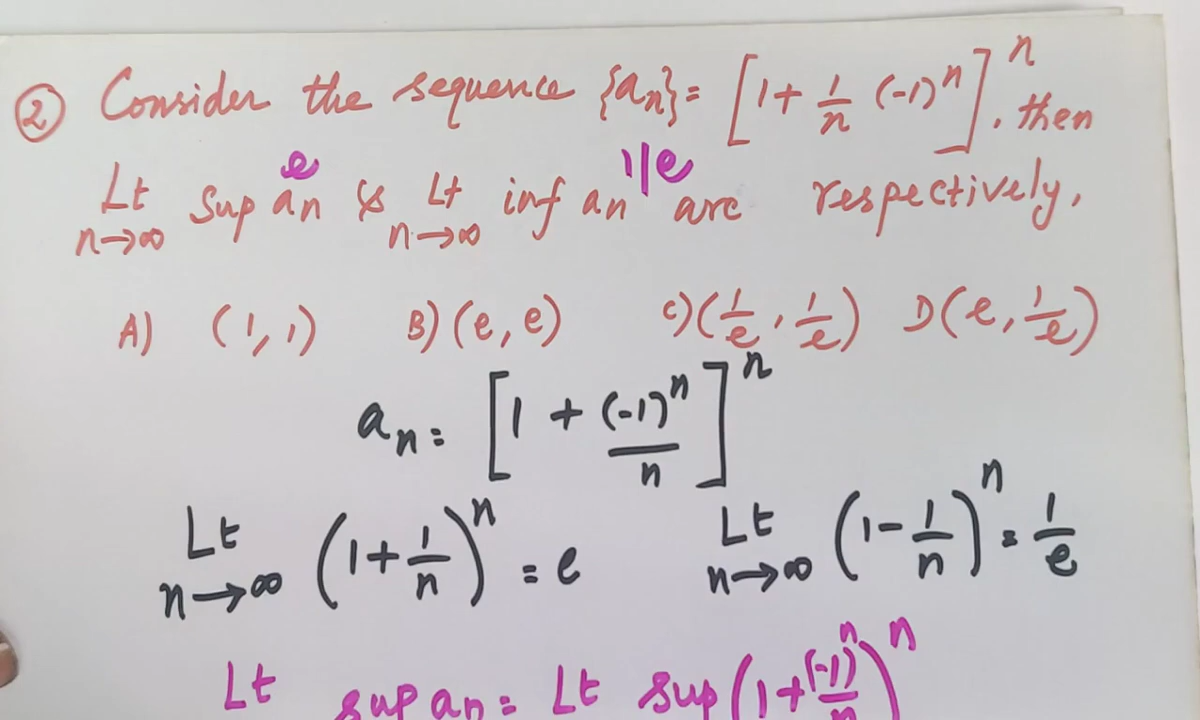 ② Consider the sequence {an} = [1 + 1/n (-1)^n]^n, then
e 1/e
Lt n→∞ Sup an & Lt n→∞ inf an are respectively,
A) (1, 1) B) (e, e) C) (1/e, 1/e) D (e, 1/e)
an = [1 + (-1)^n/n]^n
Lt n→∞ (1 + 1/n)^n = e Lt n→∞ (1 - 1/n)^n = 1/e
Lt sup an = Lt sup (1 + (-1)^n/n)^n